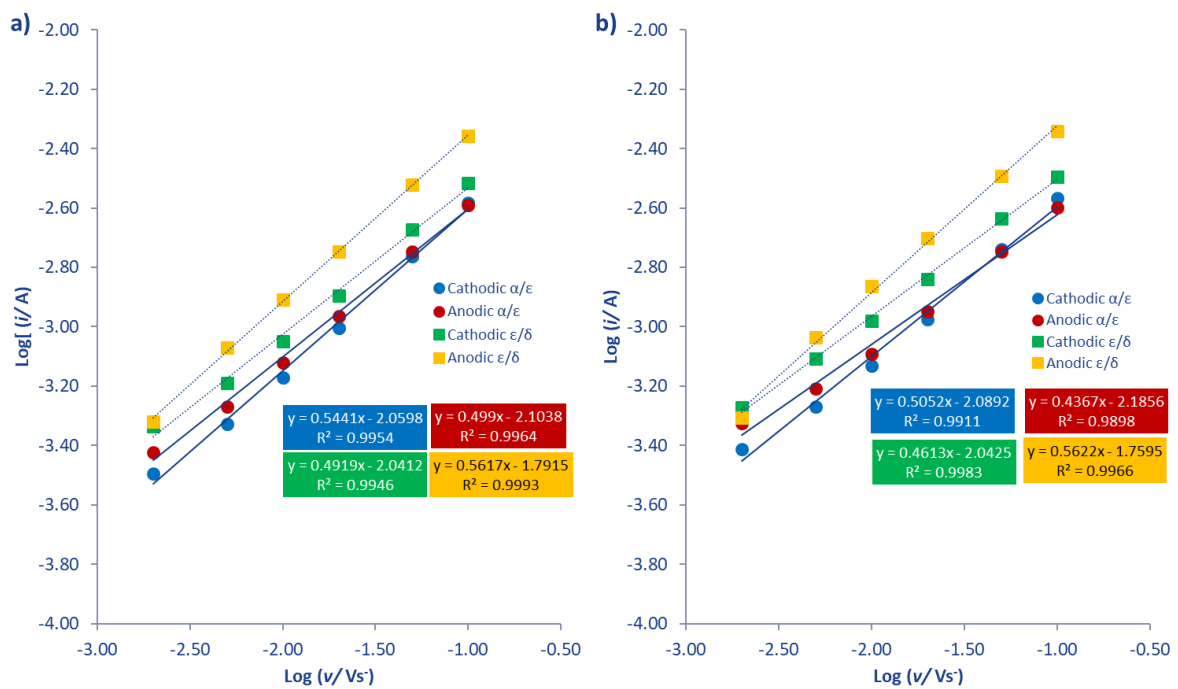 a)
Log[ (i/ A)
-2.00
-2.20
-2.40
-2.60
-2.80
-3.00
-3.20
-3.40
-3.60
-3.80
-4.00
-3.00 -2.50 -2.00 -1.50 -1.00 -0.50
Log (v/ Vs-)
Cathodic α/ε
Anodic α/ε
Cathodic ε/δ
Anodic ε/δ
y = 0.5441x - 2.0598
R² = 0.9954
y = 0.499x - 2.1038
R² = 0.9964
y = 0.4919x - 2.0412
R² = 0.9946
y = 0.5617x - 1.7915
R² = 0.9993
b)
Log (i/ A)
-2.00
-2.20
-2.40
-2.60
-2.80
-3.00
-3.20
-3.40
-3.60
-3.80
-4.00
-3.00 -2.50 -2.00 -1.50 -1.00 -0.50
Log (v/ Vs-)
Cathodic α/ε
Anodic α/ε
Cathodic ε/δ
Anodic ε/δ
y = 0.5052x - 2.0892
R² = 0.9911
y = 0.4367x - 2.1856
R² = 0.9898
y = 0.4613x - 2.0425
R² = 0.9983
y = 0.5622x - 1.7595
R² = 0.9966